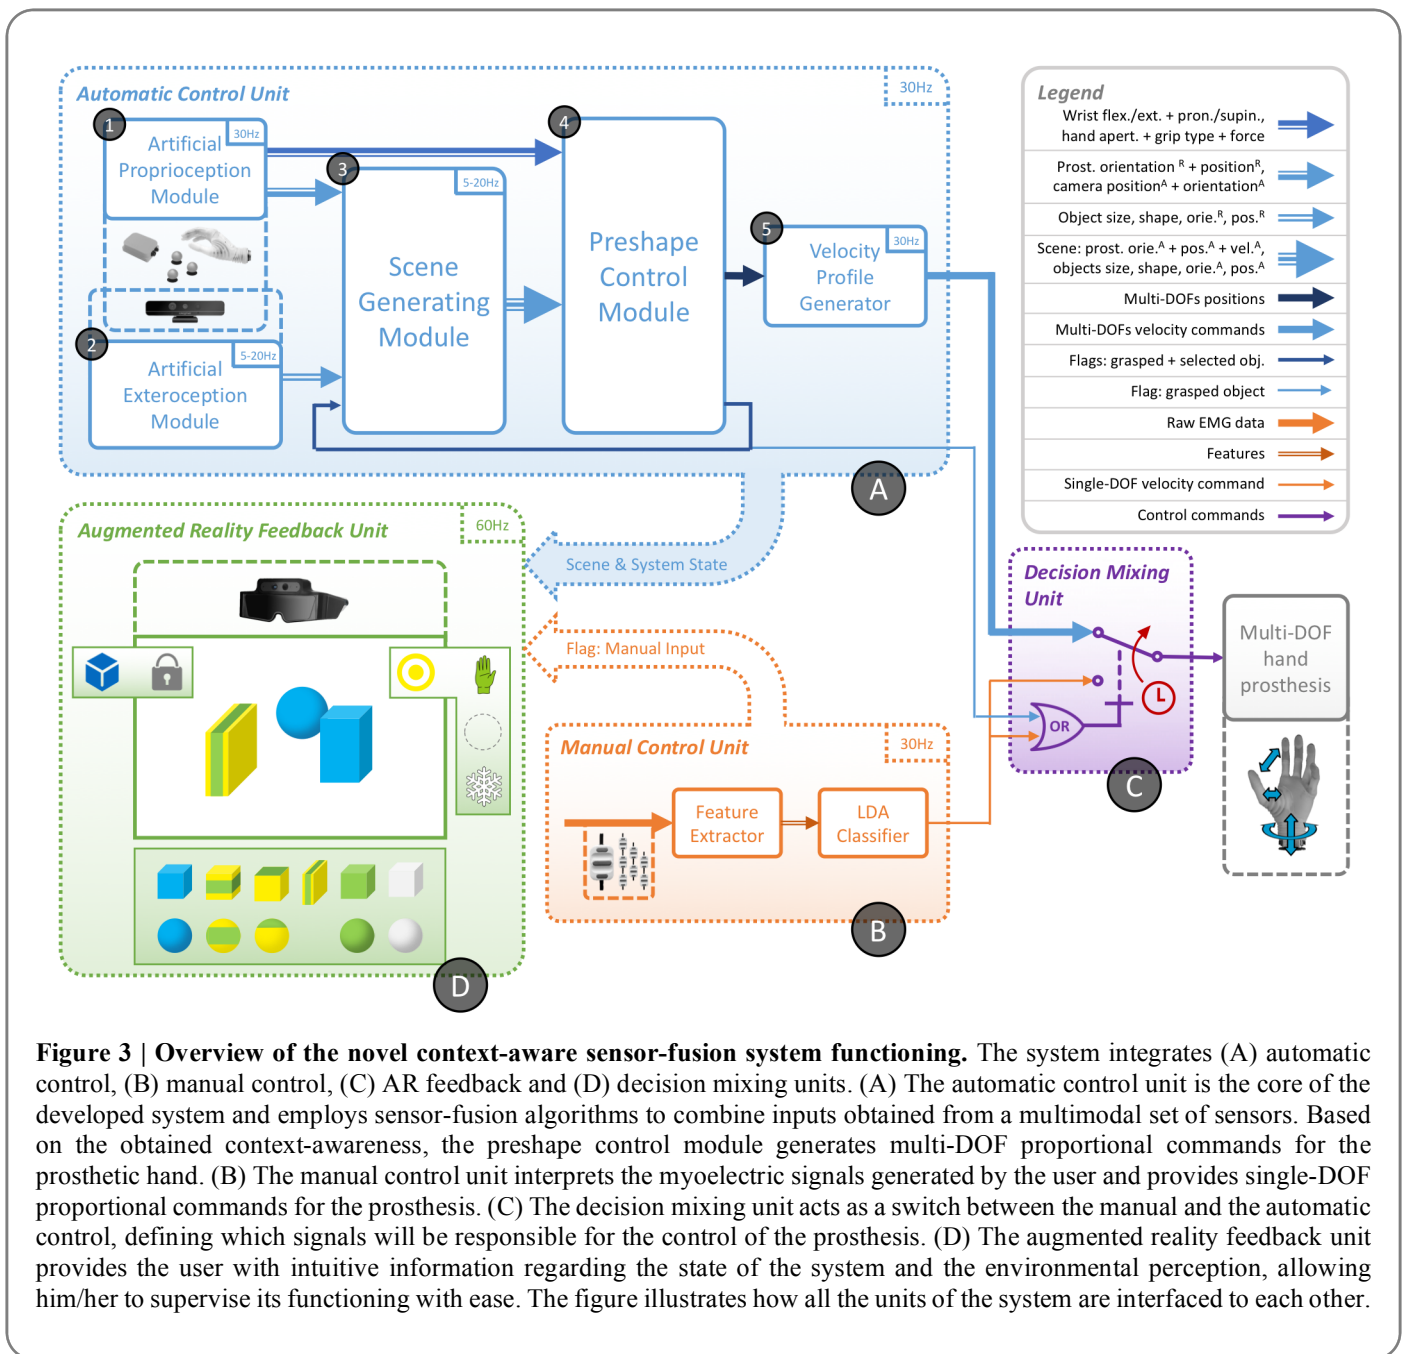 Automatic Control Unit
30Hz
1
Artificial
Proprioception
Module
30Hz
2
Artificial
Exteroception
Module
5-20Hz
3
Scene
Generating
Module
5-20Hz
4
Preshape
Control
Module
5
Velocity
Profile
Generator
30Hz
A
Legend
Wrist flex./ext. + pron./supin.,
hand apert. + grip type + force
Prost. orientation R + positionR,
camera positionA + orientationA
Object size, shape, orie.R, pos.R
Scene: prost. orie.A + pos.A + vel.A,
objects size, shape, orie.A, pos.A
Multi-DOFs positions
Multi-DOFs velocity commands
Flags: grasped + selected obj.
Flag: grasped object
Raw EMG data
Features
Single-DOF velocity command
Control commands
Augmented Reality Feedback Unit
60Hz
Scene & System State
Flag: Manual Input
D
Manual Control Unit
30Hz
Feature
Extractor
LDA
Classifier
B
Decision Mixing
Unit
OR
C
Multi-DOF
hand
prosthesis
Figure 3 | Overview of the novel context-aware sensor-fusion system functioning. The system integrates (A) automatic
control, (B) manual control, (C) AR feedback and (D) decision mixing units. (A) The automatic control unit is the core of the
developed system and employs sensor-fusion algorithms to combine inputs obtained from a multimodal set of sensors. Based
on the obtained context-awareness, the preshape control module generates multi-DOF proportional commands for the
prosthetic hand. (B) The manual control unit interprets the myoelectric signals generated by the user and provides single-DOF
proportional commands for the prosthesis. (C) The decision mixing unit acts as a switch between the manual and the automatic
control, defining which signals will be responsible for the control of the prosthesis. (D) The augmented reality feedback unit
provides the user with intuitive information regarding the state of the system and the environmental perception, allowing
him/her to supervise its functioning with ease. The figure illustrates how all the units of the system are interfaced to each other.